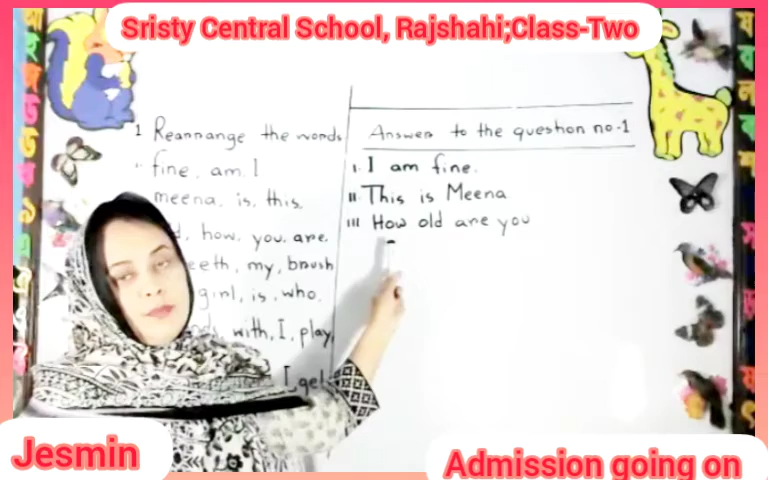 Sristy Central School, Rajshahi;Class-Two
1 Rearrange the words
fine, am, I
meena, is, this,
how, you, are,
my, brush
girl, is, who,
with, I, play,
I, get
Answer to the question no-1
I. I am fine.
II. This is Meena
III How old are you
Jesmin
Admission going on